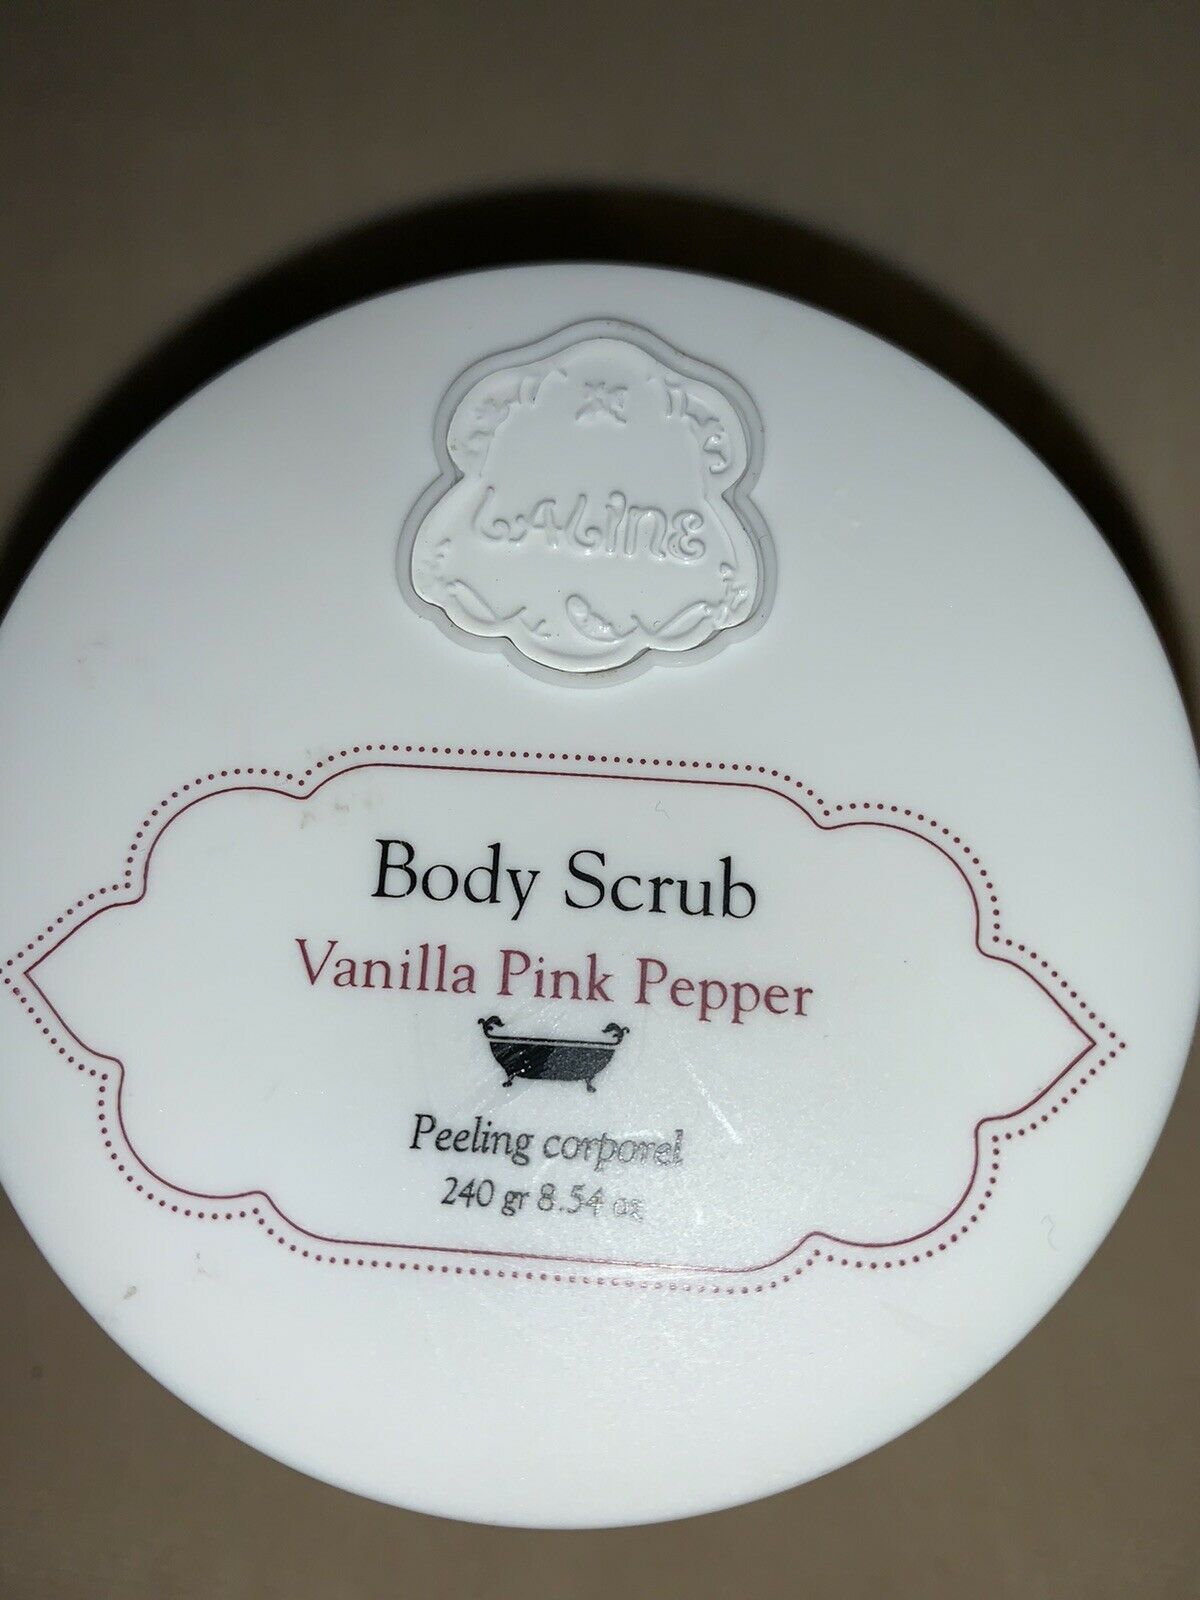 LALINE
Body Scrub
Vanilla Pink Pepper
Peeling corporel
240 gr 8.54 oz